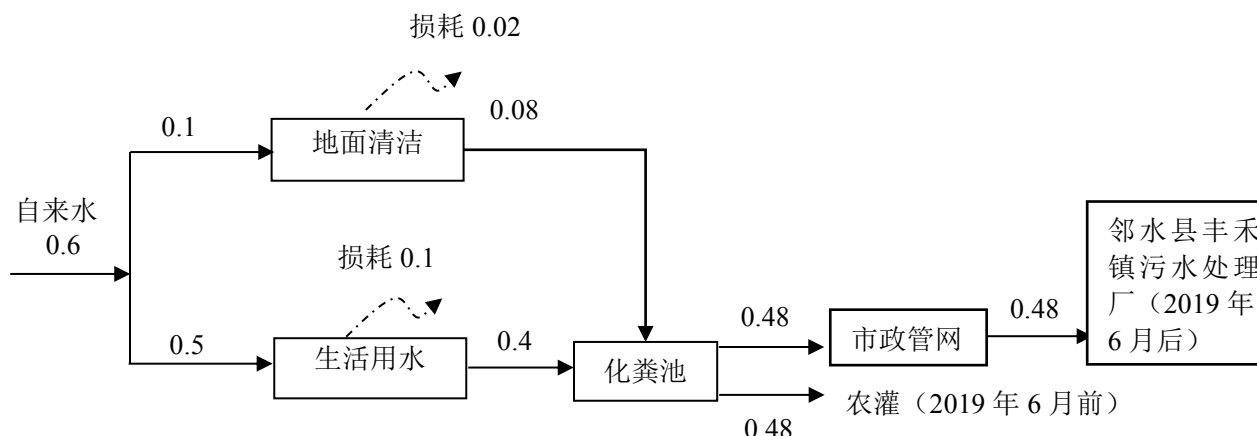 损耗 0.02
0.1
地面清洁
0.08
自来水
0.6
损耗 0.1
0.5
生活用水
0.4
化粪池
0.48
市政管网
0.48
邻水县丰禾
镇污水处理
厂（2019 年
6 月后）
农灌（2019 年 6 月前）
0.48